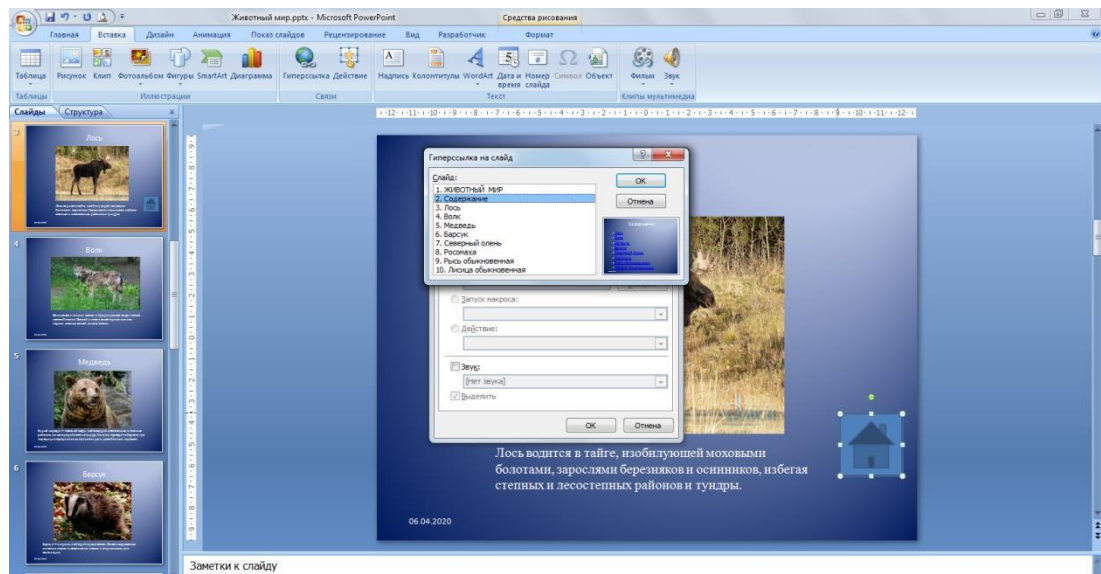 Животный мир.pptx - Microsoft PowerPoint
Средства рисования
Главная Вставка Дизайн Анимация Показ слайдов Рецензирование Вид Разработчик Формат
Таблица Рисунок Клип Фотоальбом Фигуры SmartArt Диаграмма Гиперссылка Действие Надпись Колонтитулы WordArt Дата и время Номер слайда Символ Объект Фильм Звук
Таблицы Иллюстрации Связи Текст Клипы мультимедиа
Слайды Структура
3
Лось
4
Волк
5
Медведь
6
Барсук
Гиперссылка на слайд
Слайд:
1. ЖИВОТНЫЙ МИР
2. Содержание
3. Лось
4. Волк
5. Медведь
6. Барсук
7. Северный олень
8. Росомаха
9. Рысь обыкновенная
10. Лисица обыкновенная
ОК
Отмена
Запуск макроса:
Действие:
Звук:
[Нет звука]
Выделить
ОК Отмена
Лось водится в тайге, изобилующей моховыми
болотами, зарослями березняков и осинников, избегая
степных и лесостепных районов и тундры.
06.04.2020
Заметки к слайду